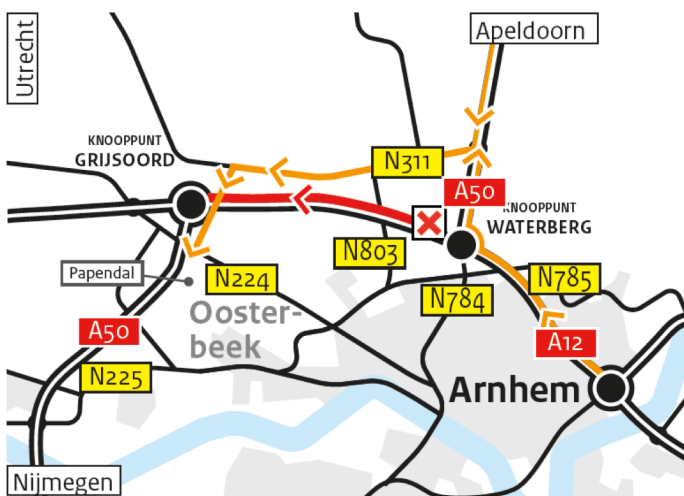 Utrecht
Apeldoorn
KNOOPPUNT
GRIJSOORD
N311
A50
KNOOPPUNT
WATERBERG
N803
Papendal
N224
N784
N785
Ooster-
beek
A50
A12
N225
Arnhem
Nijmegen